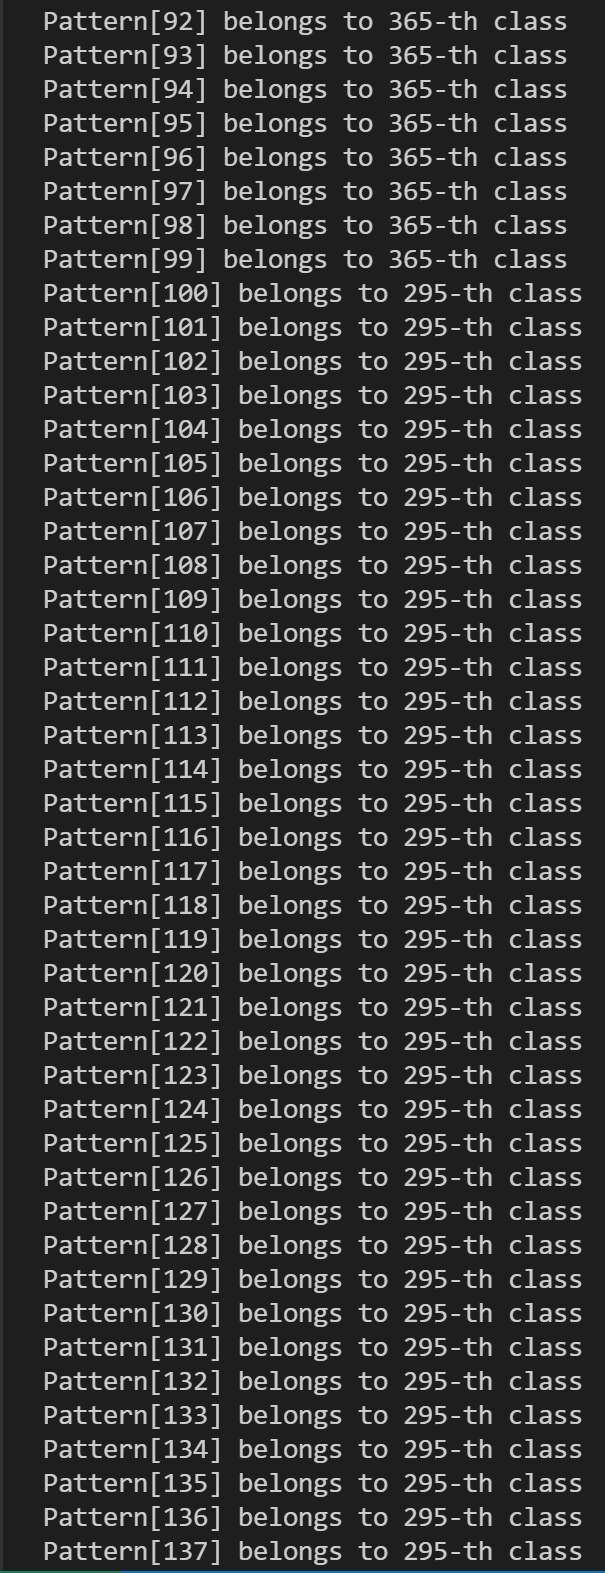 Pattern[92] belongs to 365-th class
Pattern[93] belongs to 365-th class
Pattern[94] belongs to 365-th class
Pattern[95] belongs to 365-th class
Pattern[96] belongs to 365-th class
Pattern[97] belongs to 365-th class
Pattern[98] belongs to 365-th class
Pattern[99] belongs to 365-th class
Pattern[100] belongs to 295-th class
Pattern[101] belongs to 295-th class
Pattern[102] belongs to 295-th class
Pattern[103] belongs to 295-th class
Pattern[104] belongs to 295-th class
Pattern[105] belongs to 295-th class
Pattern[106] belongs to 295-th class
Pattern[107] belongs to 295-th class
Pattern[108] belongs to 295-th class
Pattern[109] belongs to 295-th class
Pattern[110] belongs to 295-th class
Pattern[111] belongs to 295-th class
Pattern[112] belongs to 295-th class
Pattern[113] belongs to 295-th class
Pattern[114] belongs to 295-th class
Pattern[115] belongs to 295-th class
Pattern[116] belongs to 295-th class
Pattern[117] belongs to 295-th class
Pattern[118] belongs to 295-th class
Pattern[119] belongs to 295-th class
Pattern[120] belongs to 295-th class
Pattern[121] belongs to 295-th class
Pattern[122] belongs to 295-th class
Pattern[123] belongs to 295-th class
Pattern[124] belongs to 295-th class
Pattern[125] belongs to 295-th class
Pattern[126] belongs to 295-th class
Pattern[127] belongs to 295-th class
Pattern[128] belongs to 295-th class
Pattern[129] belongs to 295-th class
Pattern[130] belongs to 295-th class
Pattern[131] belongs to 295-th class
Pattern[132] belongs to 295-th class
Pattern[133] belongs to 295-th class
Pattern[134] belongs to 295-th class
Pattern[135] belongs to 295-th class
Pattern[136] belongs to 295-th class
Pattern[137] belongs to 295-th class